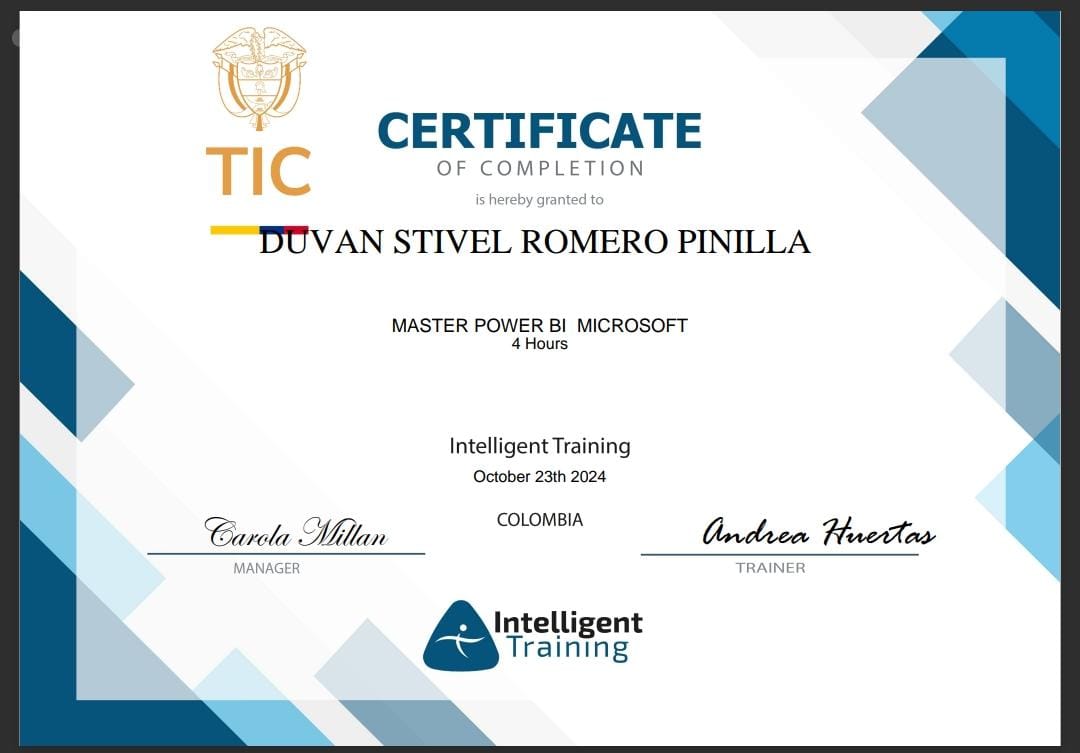 TIC
CERTIFICATE
OF COMPLETION
is hereby granted to
DUVAN STIVEL ROMERO PINILLA
MASTER POWER BI  MICROSOFT
4 Hours
Intelligent Training
October 23th 2024
COLOMBIA
Carola Millan
MANAGER
Andrea Huertas
TRAINER
Intelligent
Training